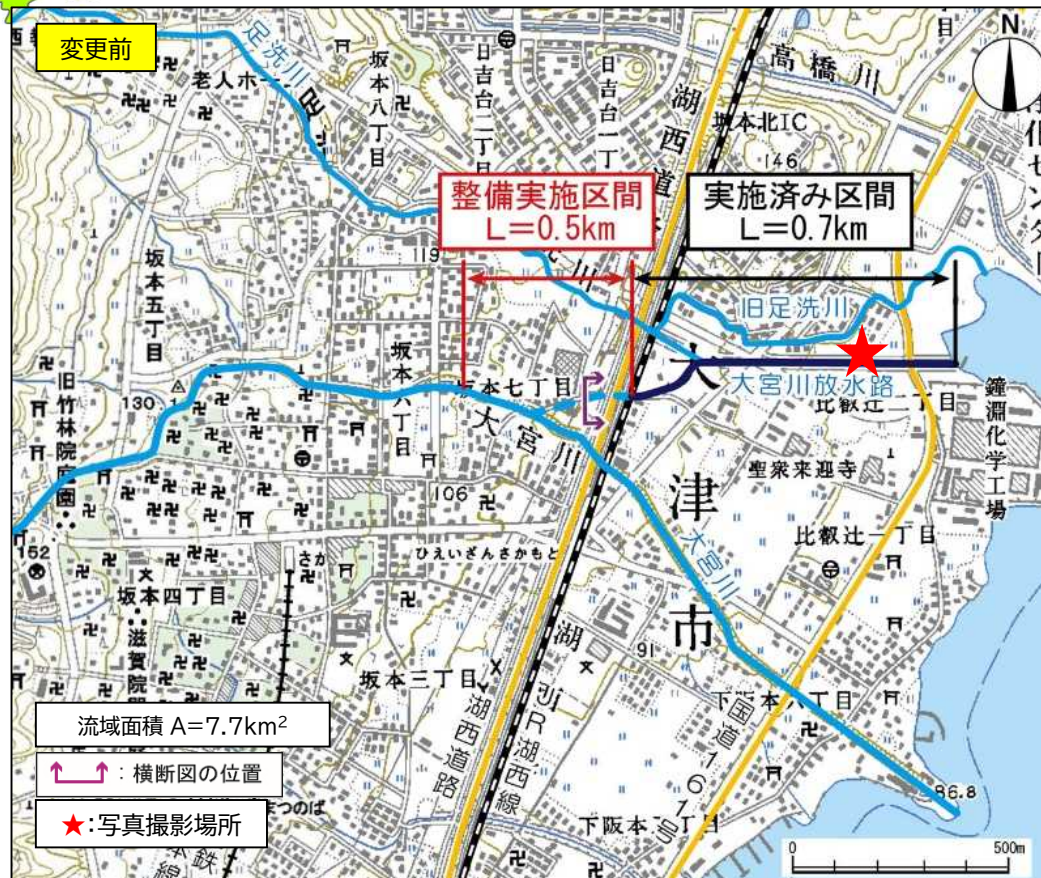 変更前
足洗川
老人ホーム
坂本八丁目
日吉台二丁目
日吉台一丁
湖西道
高橋川
坂本北IC
146
N
整備実施区間
L=0.5km
実施済み区間
L=0.7km
119
坂本五丁目
坂本六丁目
坂本七丁目
大宮川
旧足洗川
大
大宮川放水路
比叡辻二丁目
鐘淵化学工場
聖衆来迎寺
津
比叡辻一丁目
市
130
旧竹林院庭園
106
152
ひえいざんさかもと
さか
坂本四丁目
滋賀院
大宮川
坂本三丁目
湖西道路
JR湖西線
湖
91
国道161号
下阪本六丁目
下阪本
丁目
86.8
流域面積 A=7.7km²
:横断図の位置
★:写真撮影場所
まつのば
鉄
本線
0
500m